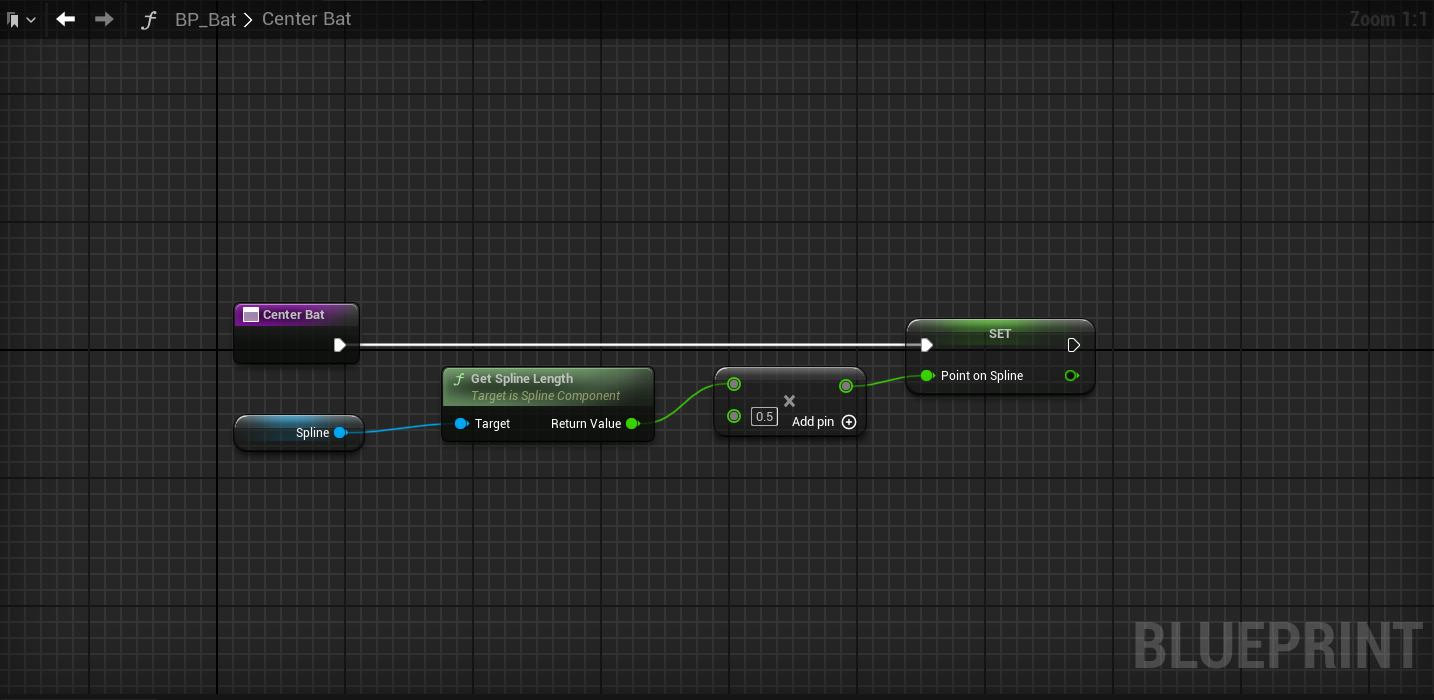 f BP_Bat > Center Bat
Zoom 1:1
Center Bat
SET
Point on Spline
f Get Spline Length
Target is Spline Component
Target Return Value
Spline
0.5
Add pin
BLUEPRINT